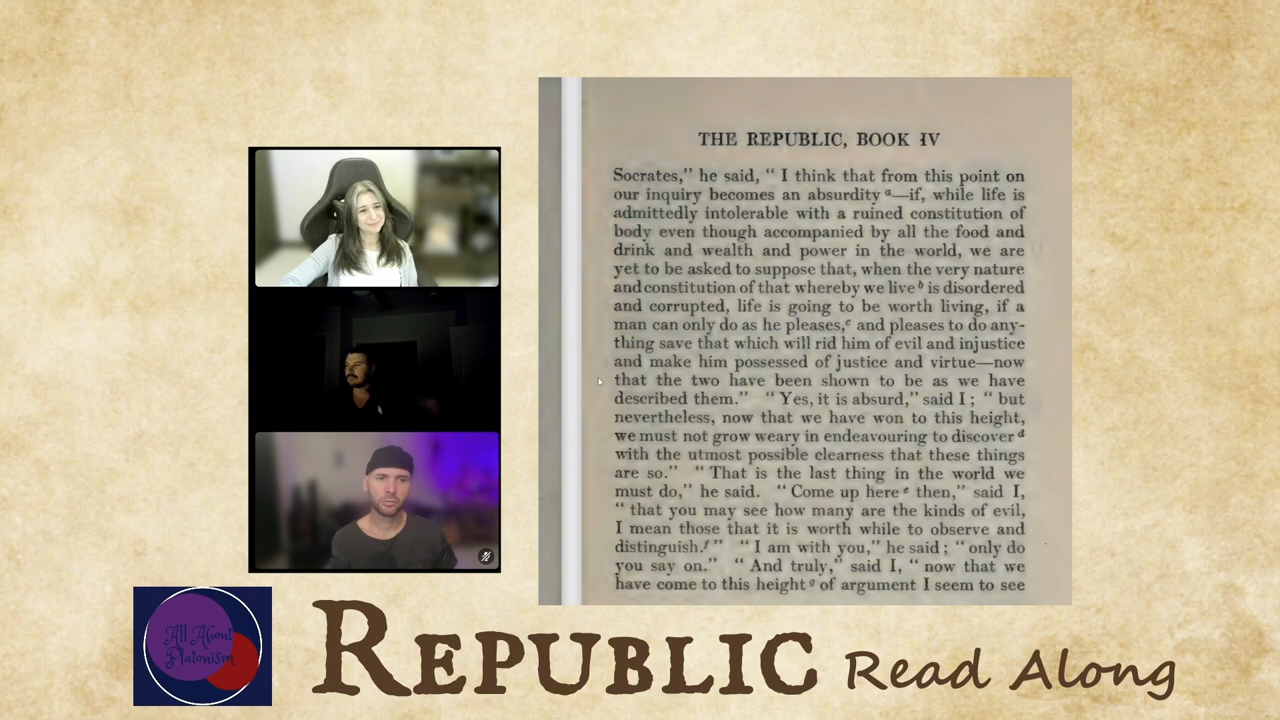 THE REPUBLIC, BOOK IV
Socrates,” he said, “ I think that from this point on
our inquiry becomes an absurdity ᵃ—if, while life is
admittedly intolerable with a ruined constitution of
body even though accompanied by all the food and
drink and wealth and power in the world, we are
yet to be asked to suppose that, when the very nature
and constitution of that whereby we live ᵇ is disordered
and corrupted, life is going to be worth living, if a
man can only do as he pleases,ᶜ and pleases to do any-
thing save that which will rid him of evil and injustice
and make him possessed of justice and virtue—now
that the two have been shown to be as we have
described them.” “ Yes, it is absurd,” said I ; “ but
nevertheless, now that we have won to this height,
we must not grow weary in endeavouring to discover ᵈ
with the utmost possible clearness that these things
are so.” “ That is the last thing in the world we
must do,” he said. “ Come up here ᵉ then,” said I,
“ that you may see how many are the kinds of evil,
I mean those that it is worth while to observe and
distinguish.ᶠ ” “ I am with you,” he said ; “ only do
you say on.” “ And truly,” said I, “ now that we
have come to this height ᵍ of argument I seem to see
All About
Platonism
REPUBLIC Read Along